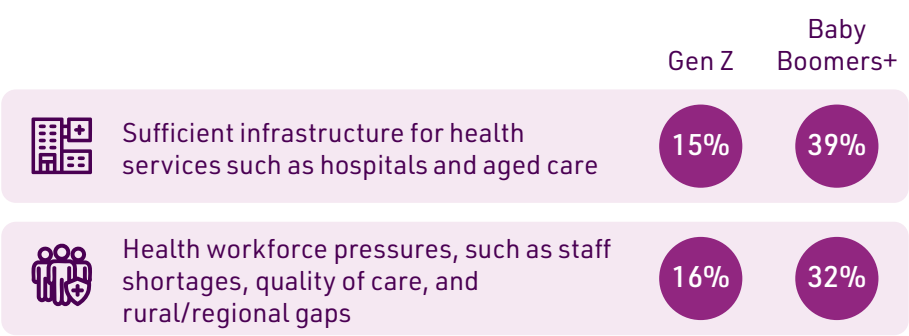 Gen Z
Baby
Boomers+
Sufficient infrastructure for health
services such as hospitals and aged care
15%
39%
Health workforce pressures, such as staff
shortages, quality of care, and
rural/regional gaps
16%
32%